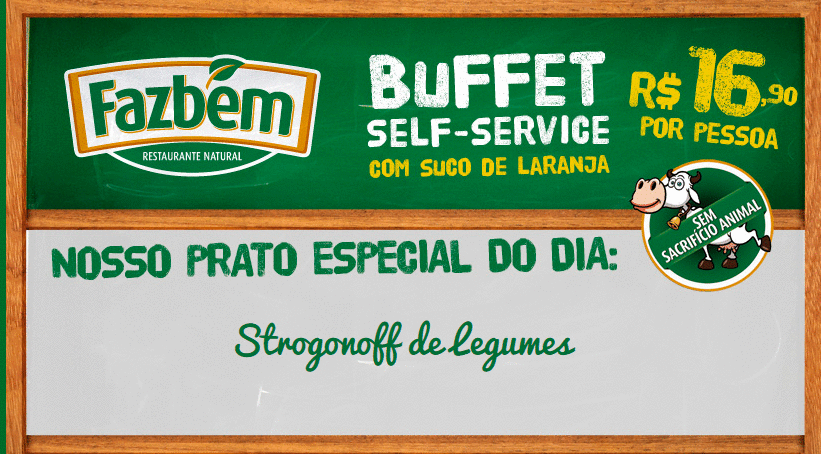 Fazbem
RESTAURANTE NATURAL
BUFFET
SELF-SERVICE
COM SUCO DE LARANJA
R$ 16,90
POR PESSOA
SEM
SACRIFÍCIO ANIMAL
NOSSO PRATO ESPECIAL DO DIA:
Strogonoff de Legumes